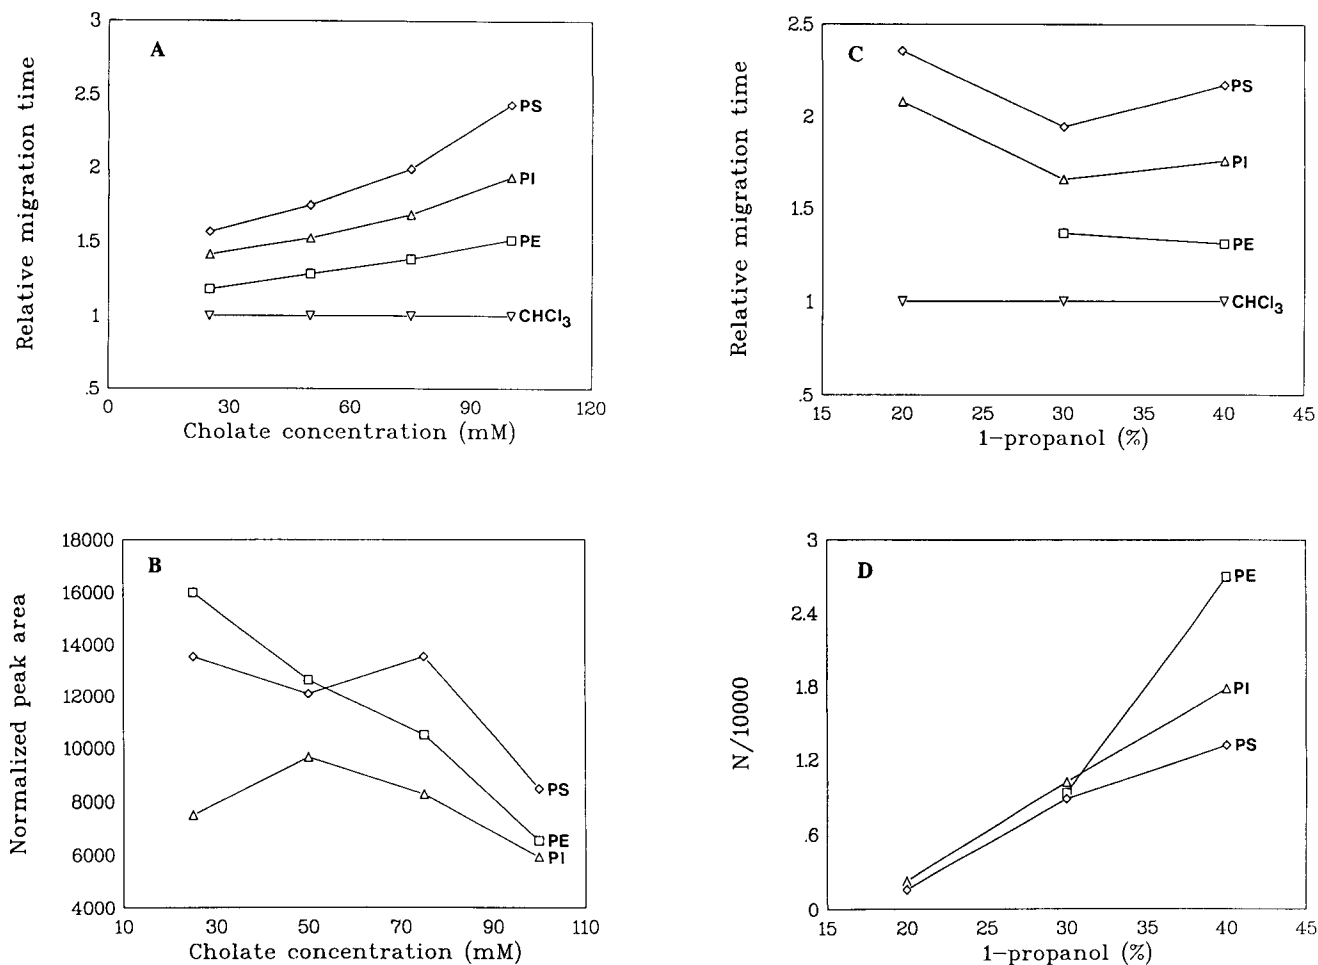 A
Relative migration time
3
2.5
2
1.5
1
.5
0
30
60
90
120
Cholate concentration (mM)
PS
PI
PE
CHCl3
C
Relative migration time
2.5
2
1.5
1
.5
15
20
25
30
35
40
45
1-propanol (%)
PS
PI
PE
CHCl3
B
Normalized peak area
18000
16000
14000
12000
10000
8000
6000
4000
10
30
50
70
90
110
Cholate concentration (mM)
PS
PE
PI
D
N/10000
3
2.4
1.8
1.2
.6
0
15
20
25
30
35
40
45
1-propanol (%)
PE
PI
PS